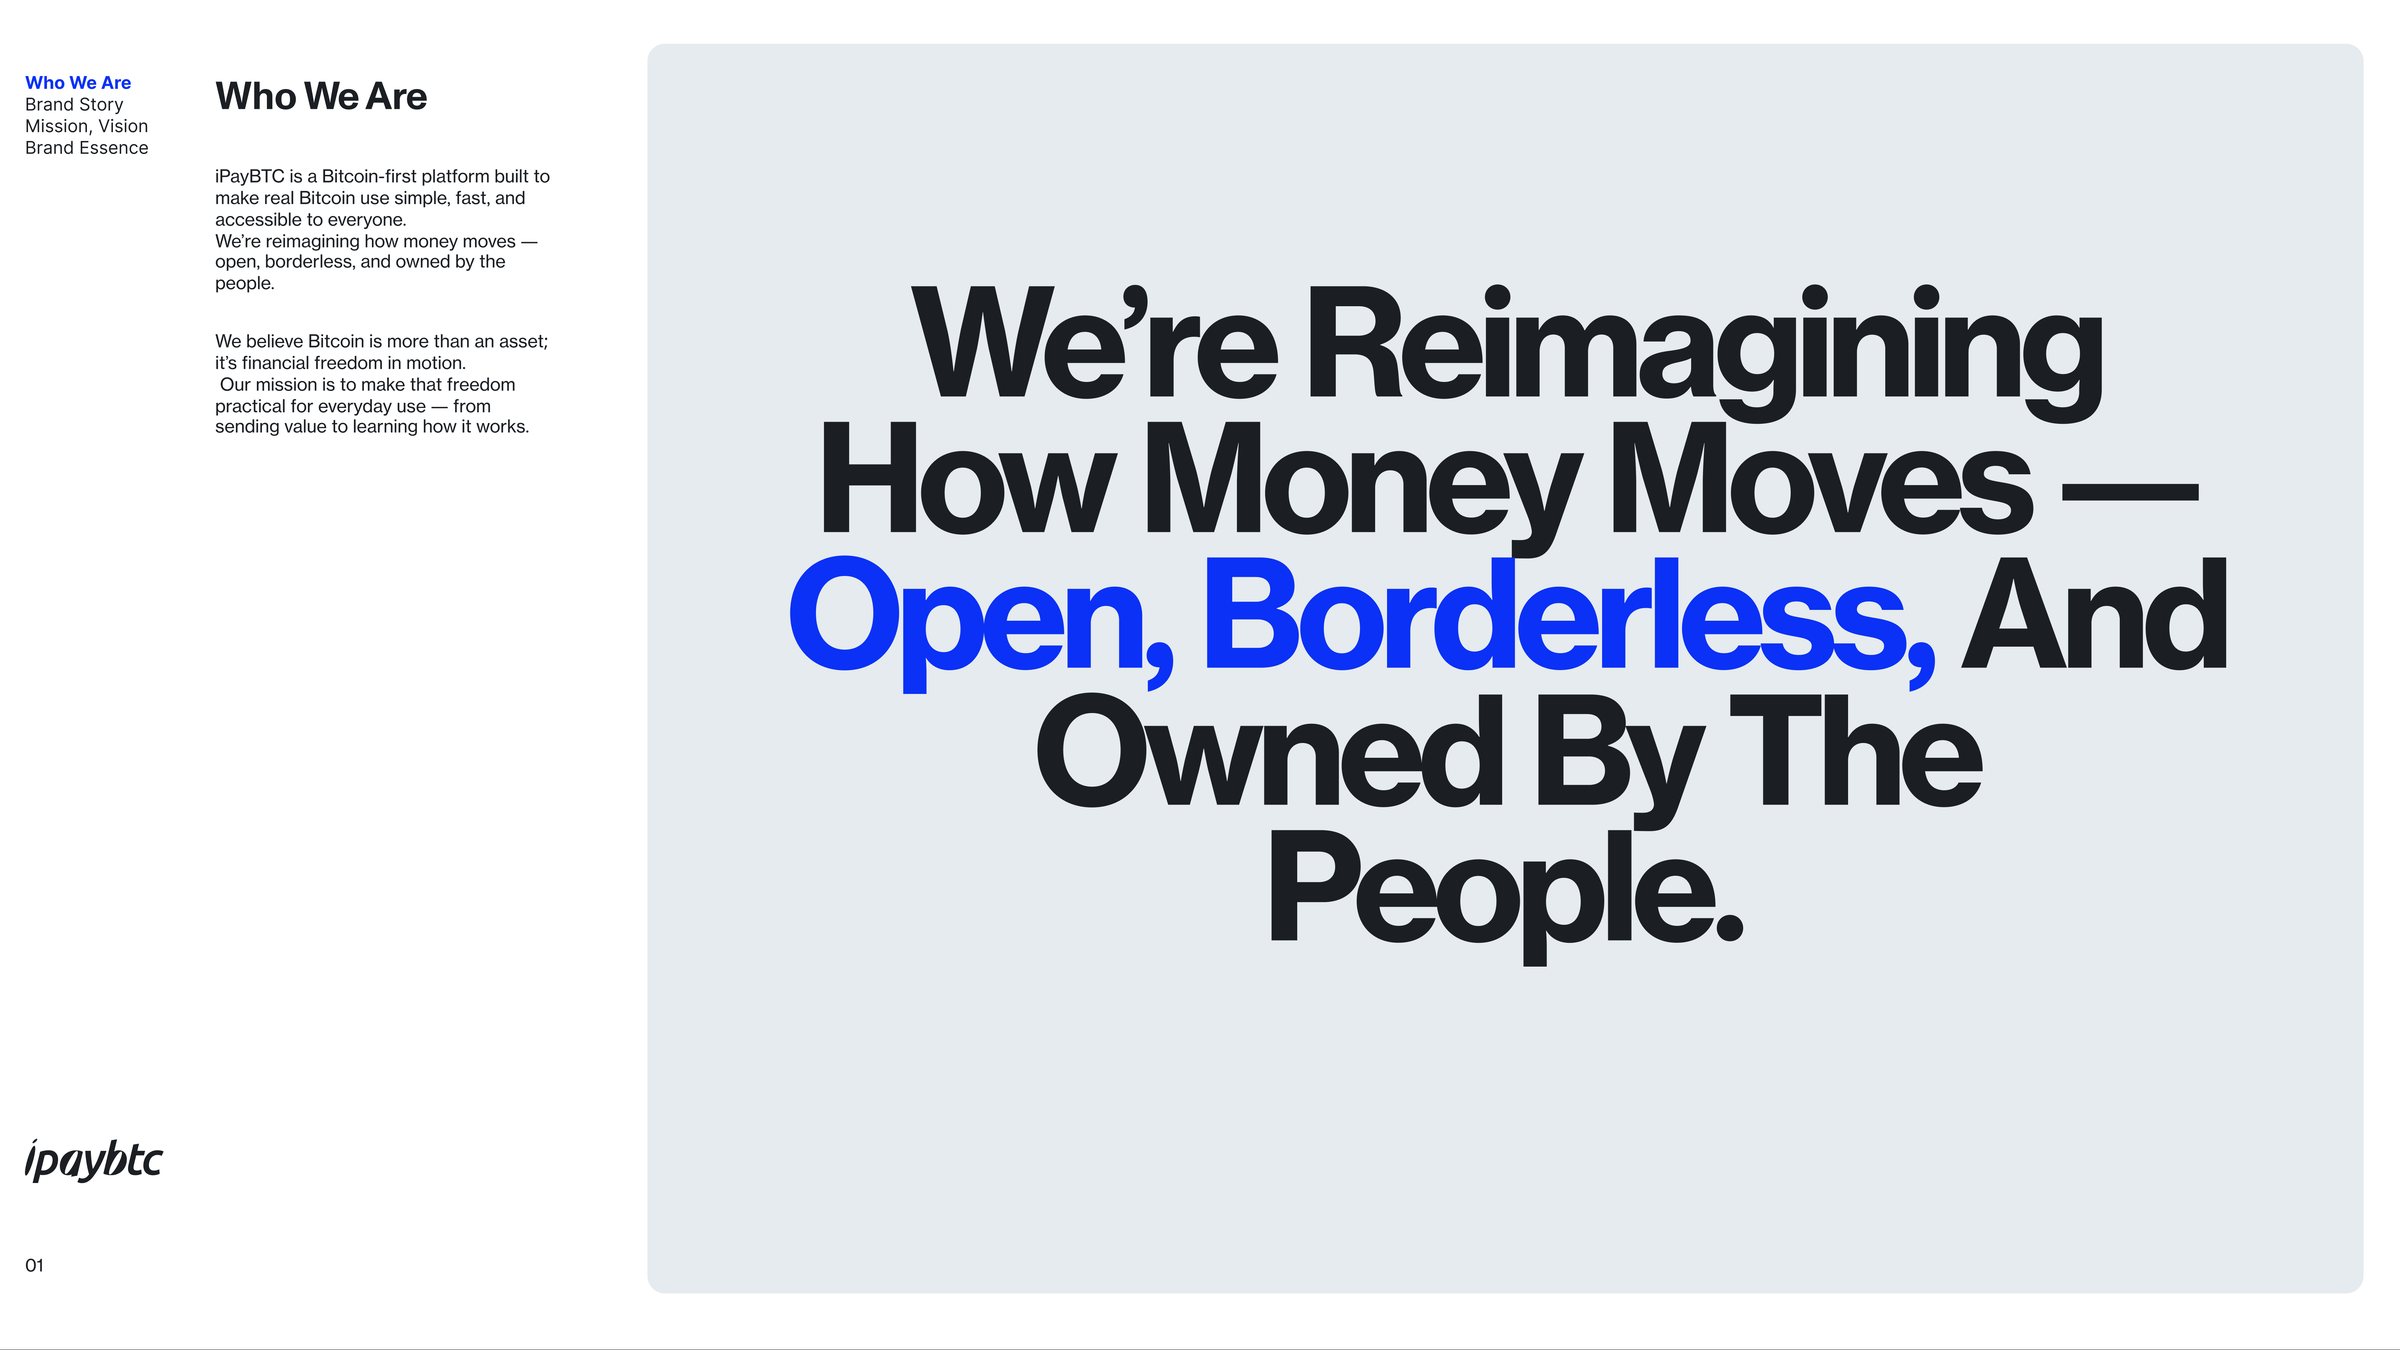 Who We Are
Brand Story
Mission, Vision
Brand Essence
Who We Are
iPayBTC is a Bitcoin-first platform built to
make real Bitcoin use simple, fast, and
accessible to everyone.
We’re reimagining how money moves —
open, borderless, and owned by the
people.
We believe Bitcoin is more than an asset;
it’s financial freedom in motion.
Our mission is to make that freedom
practical for everyday use — from
sending value to learning how it works.
We’re Reimagining
How Money Moves —
Open, Borderless, And
Owned By The
People.
ipaybtc
01